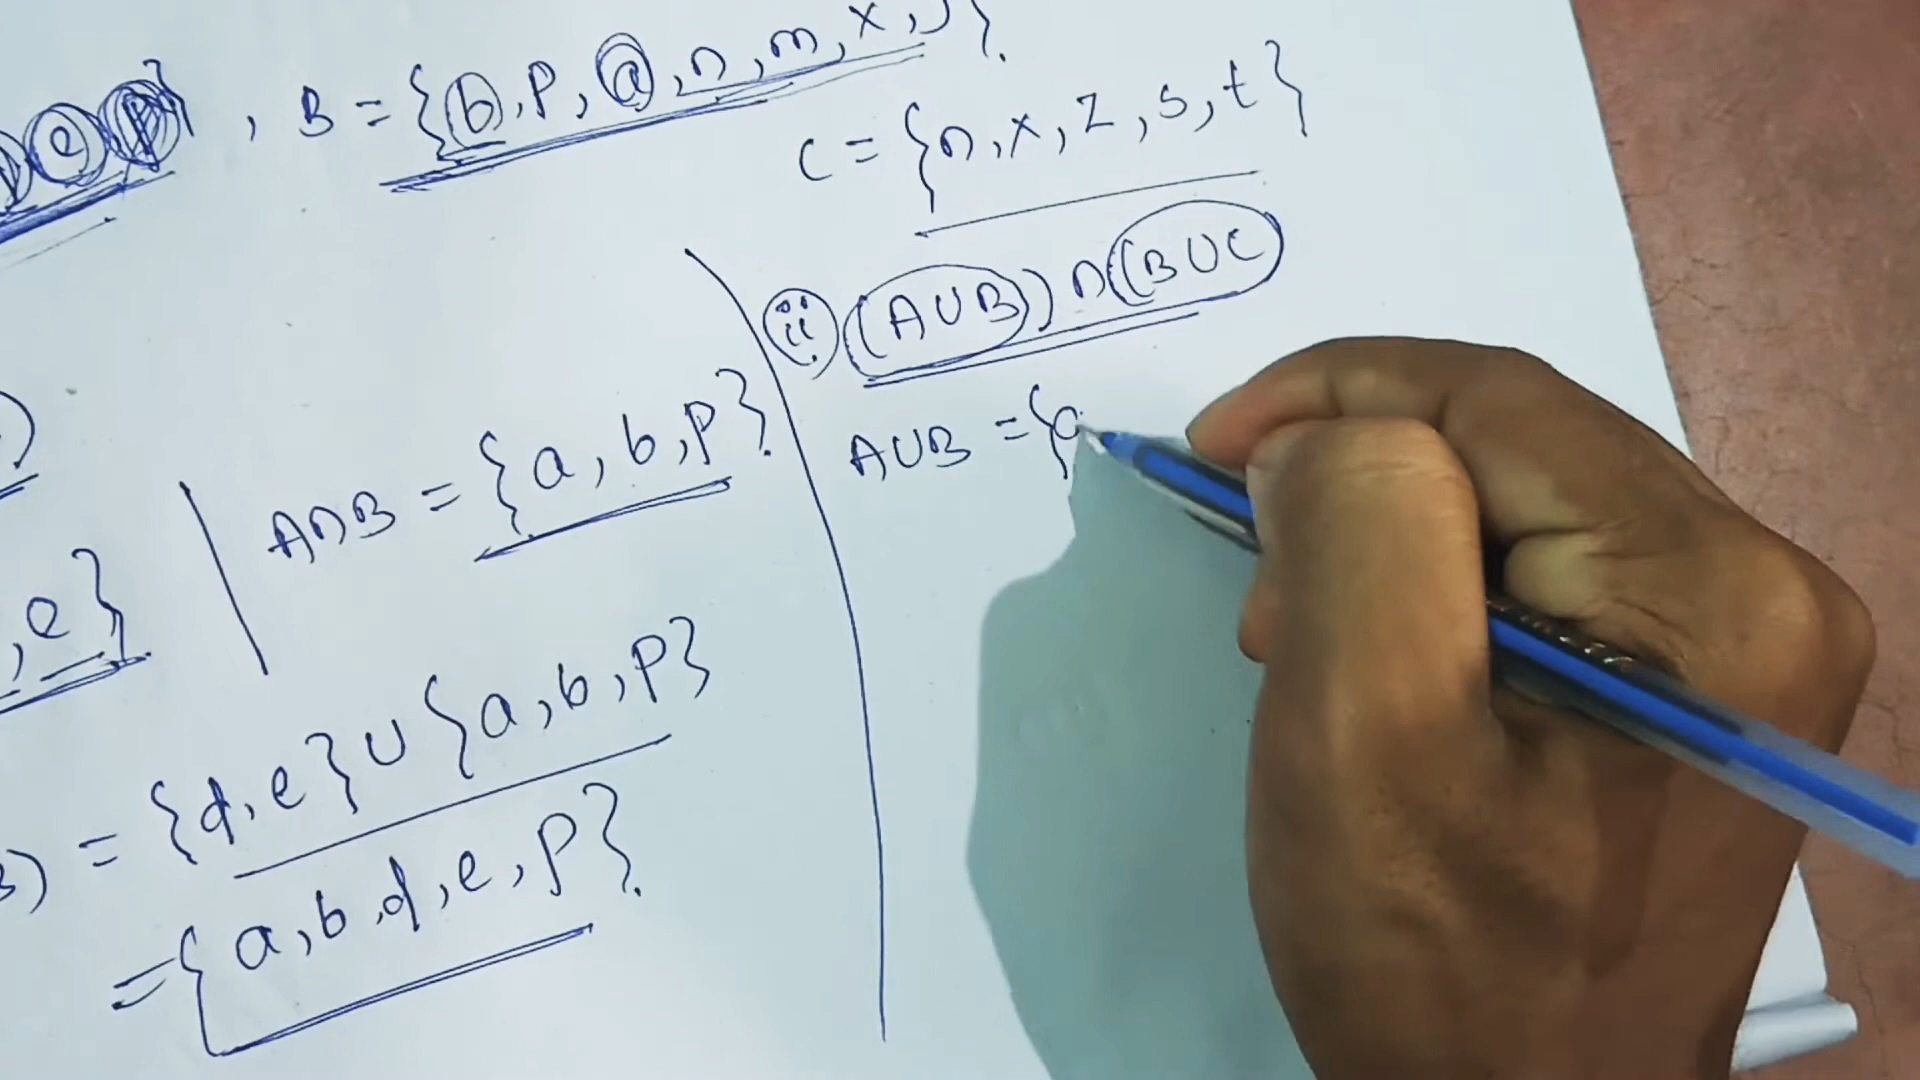 e, p}, B = {b, p, a, n, m, x,
C = {n, x, z, s, t}
ii (A∪B) ∩ (B∪C
A∩B = {a, b, p}
A∪B = {a
, e}
= {d, e} ∪ {a, b, p}
= {a, b, d, e, p}.